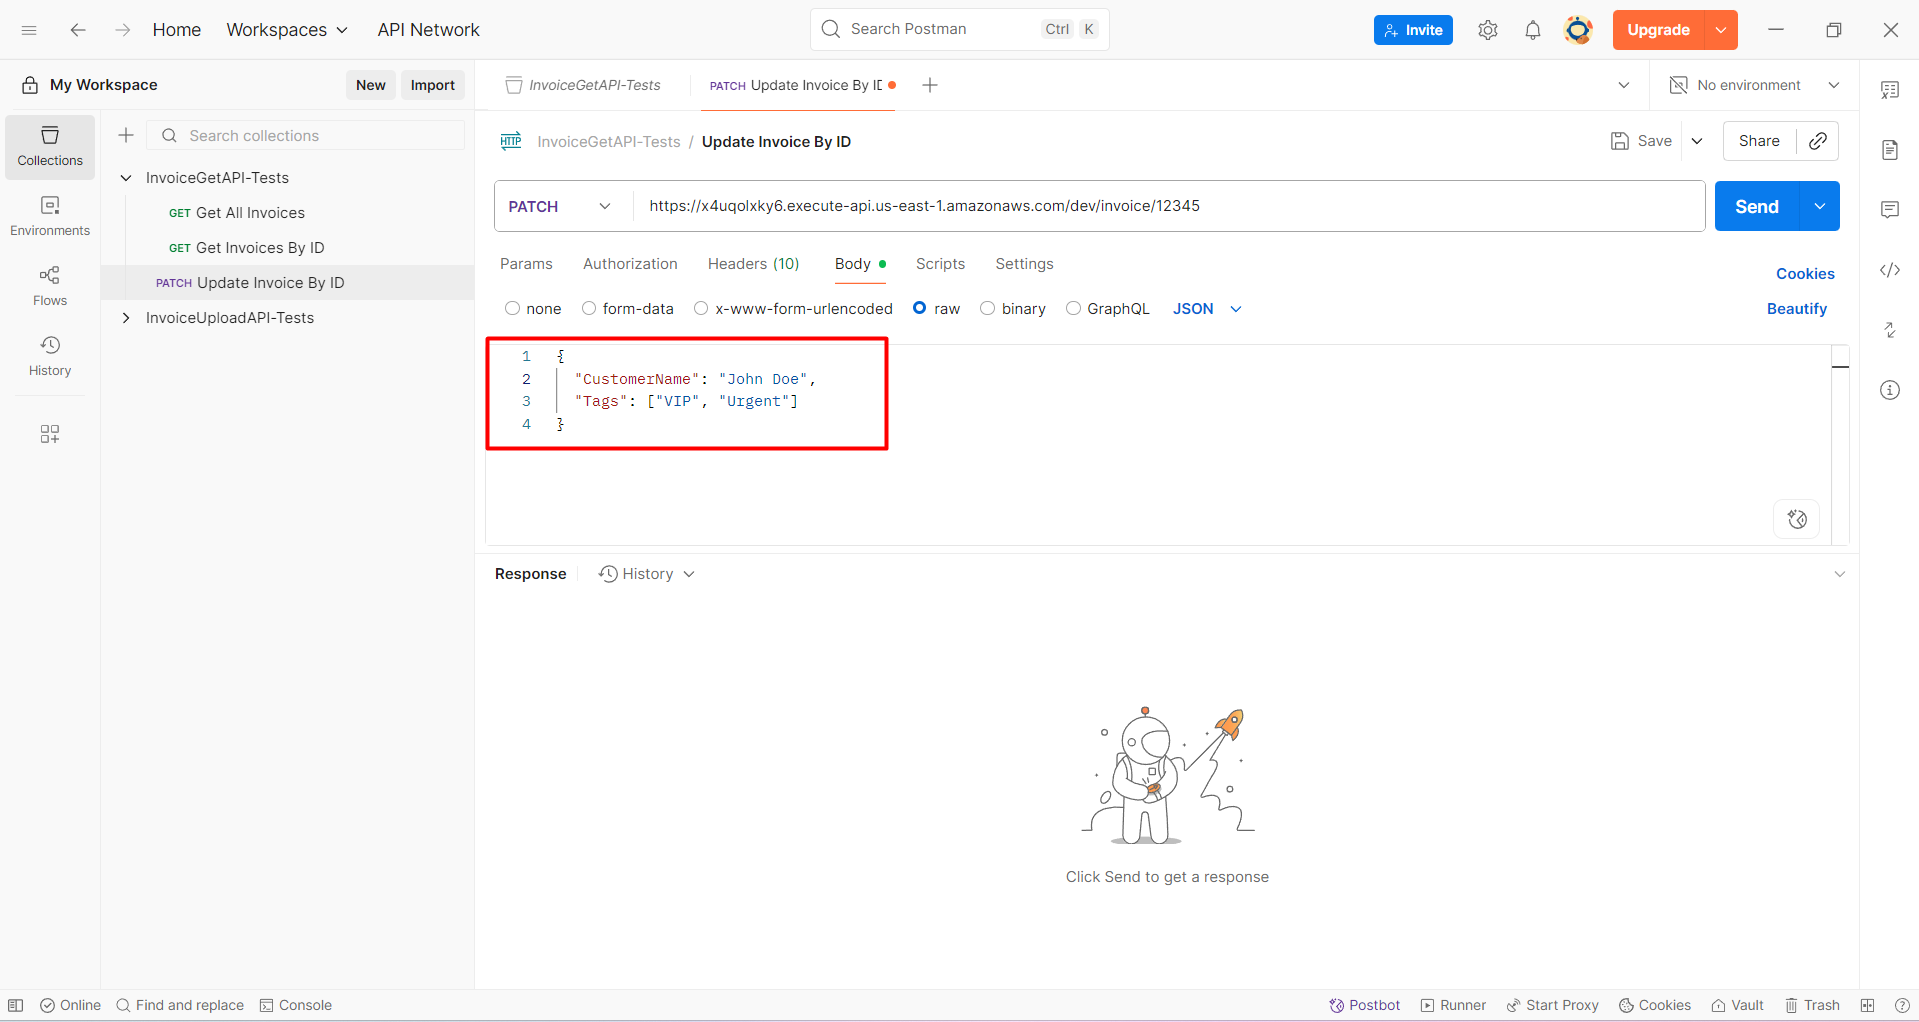 Home Workspaces API Network Search Postman Ctrl K Invite Upgrade
My Workspace New Import InvoiceGetAPI-Tests PATCH Update Invoice By ID No environment
Collections
Environments
Flows
History
Search collections
InvoiceGetAPI-Tests
GET Get All Invoices
GET Get Invoices By ID
PATCH Update Invoice By ID
InvoiceUploadAPI-Tests
HTTP InvoiceGetAPI-Tests / Update Invoice By ID Save Share
PATCH https://x4uqolxky6.execute-api.us-east-1.amazonaws.com/dev/invoice/12345 Send
Params Authorization Headers (10) Body Scripts Settings Cookies
none form-data x-www-form-urlencoded raw binary GraphQL JSON Beautify
1 {
2 "CustomerName": "John Doe",
3 "Tags": ["VIP", "Urgent"]
4 }
Response History
Click Send to get a response
Online Find and replace Console Postbot Runner Start Proxy Cookies Vault Trash